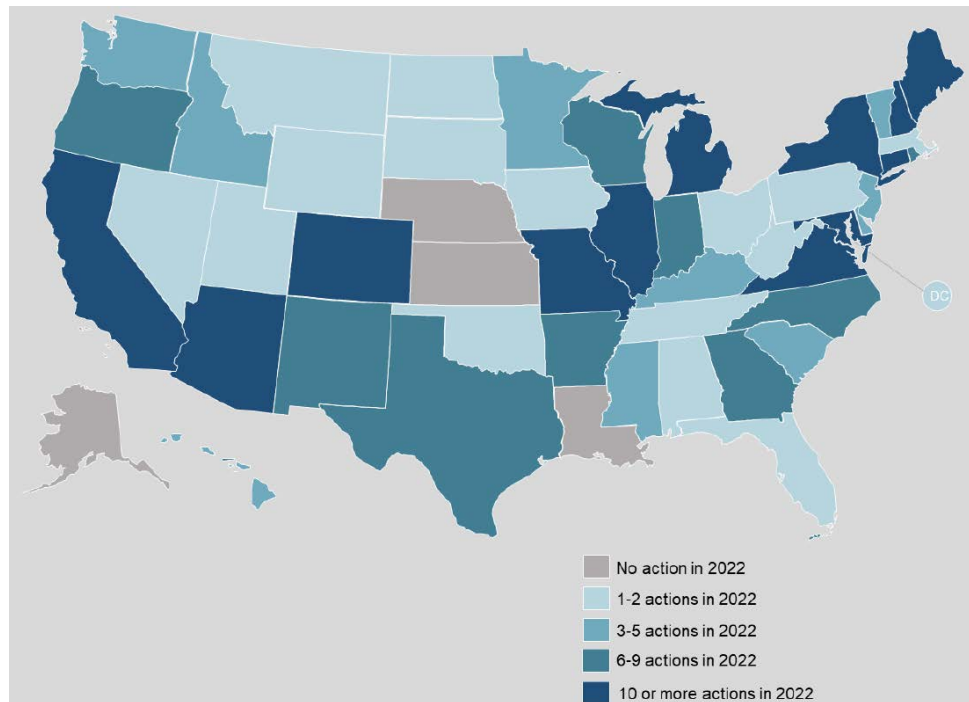 DC
No action in 2022
1-2 actions in 2022
3-5 actions in 2022
6-9 actions in 2022
10 or more actions in 2022